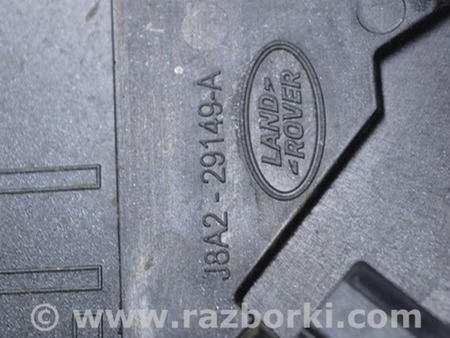 J8A2 - 29149-A
LAND
ROVER
© www.razborki.com